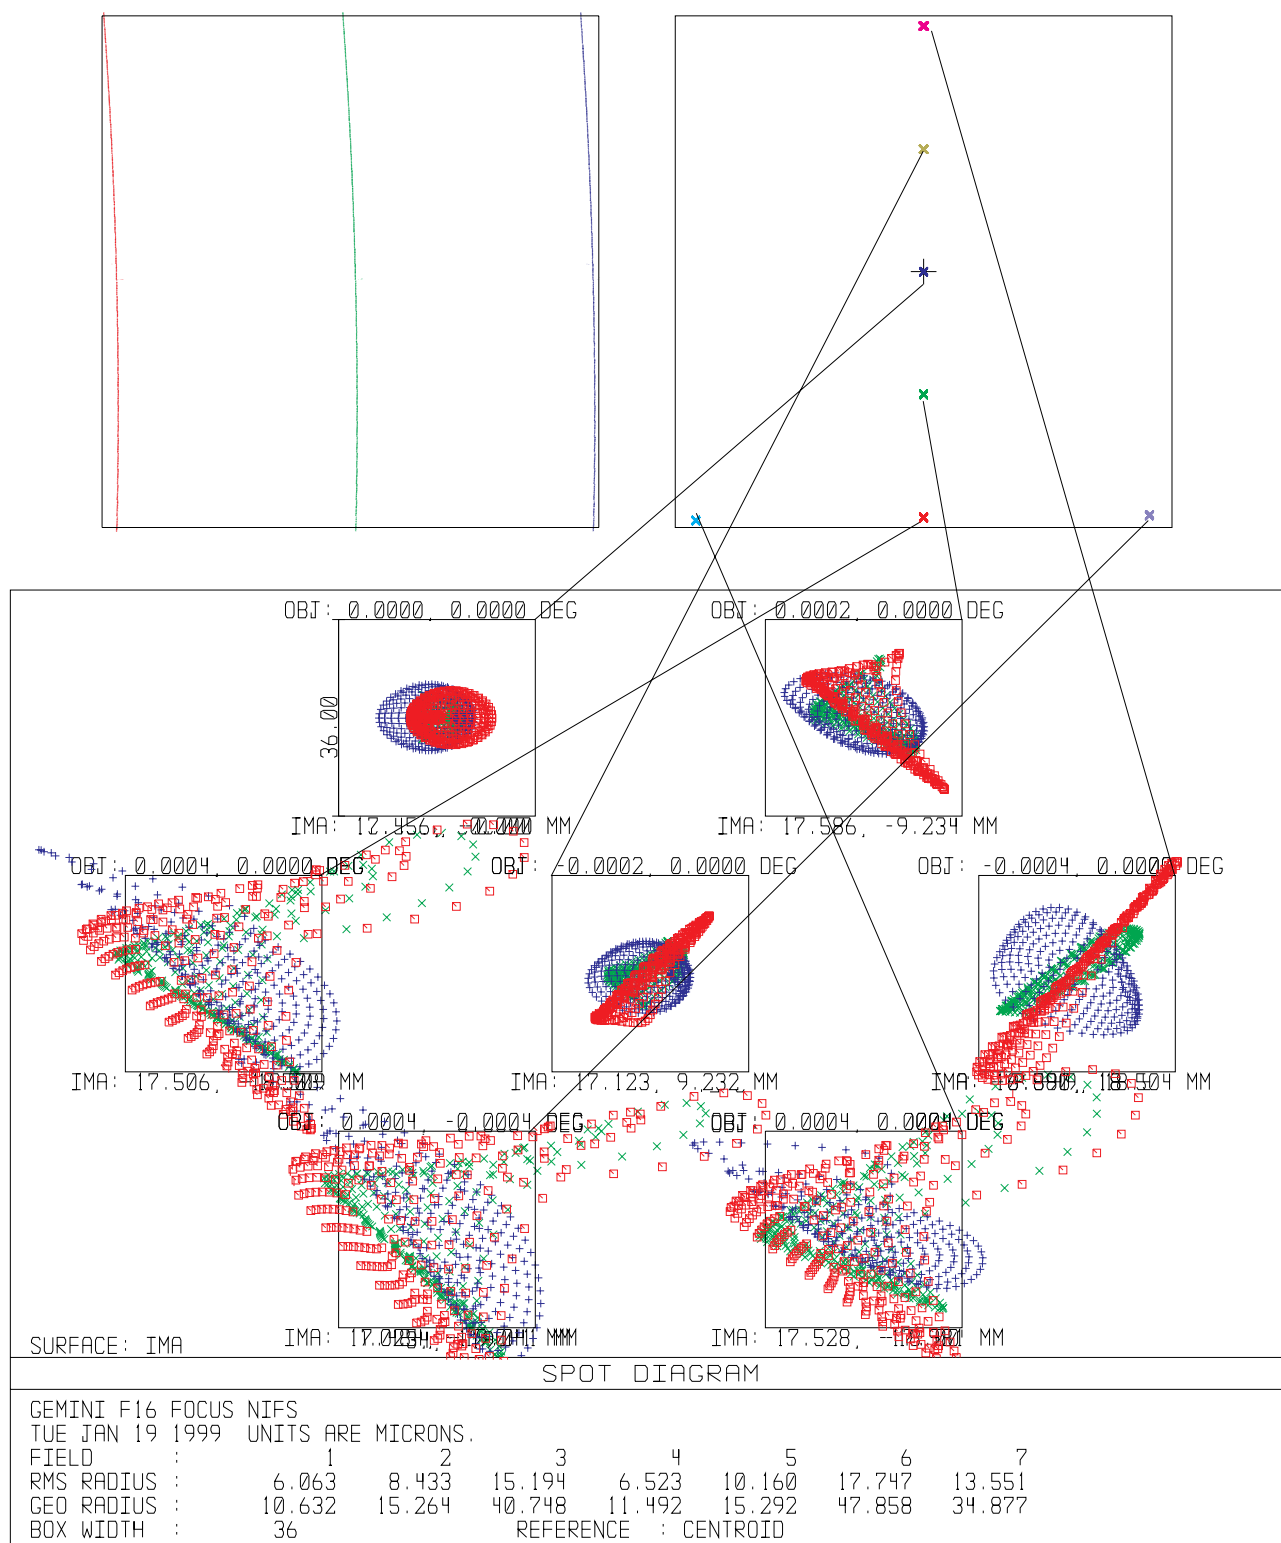 OBJ: 0.0000, 0.0000 DEG
OBJ: 0.0002, 0.0000 DEG
36.00
IMA: MM
IMA: 17.586, -9.234 MM
OBJ: 0.0004, 0.0000 DEG
OBJ: -0.0002, 0.0000 DEG
OBJ: -0.0004, 0.0000 DEG
IMA: 17.506, MM
IMA: 17.123, 9.232 MM
IMA: MM
OBJ: 0.0004, -0.0004 DEG
OBJ: 0.0004, 0.0004 DEG
IMA: MM
IMA: 17.528, MM
SURFACE: IMA
SPOT DIAGRAM
GEMINI F16 FOCUS NIFS
TUE JAN 19 1999 UNITS ARE MICRONS.
FIELD : 1 2 3 4 5 6 7
RMS RADIUS : 6.063 8.433 15.194 6.523 10.160 17.747 13.551
GEO RADIUS : 10.632 15.264 40.748 11.492 15.292 47.858 34.877
BOX WIDTH : 36 REFERENCE : CENTROID